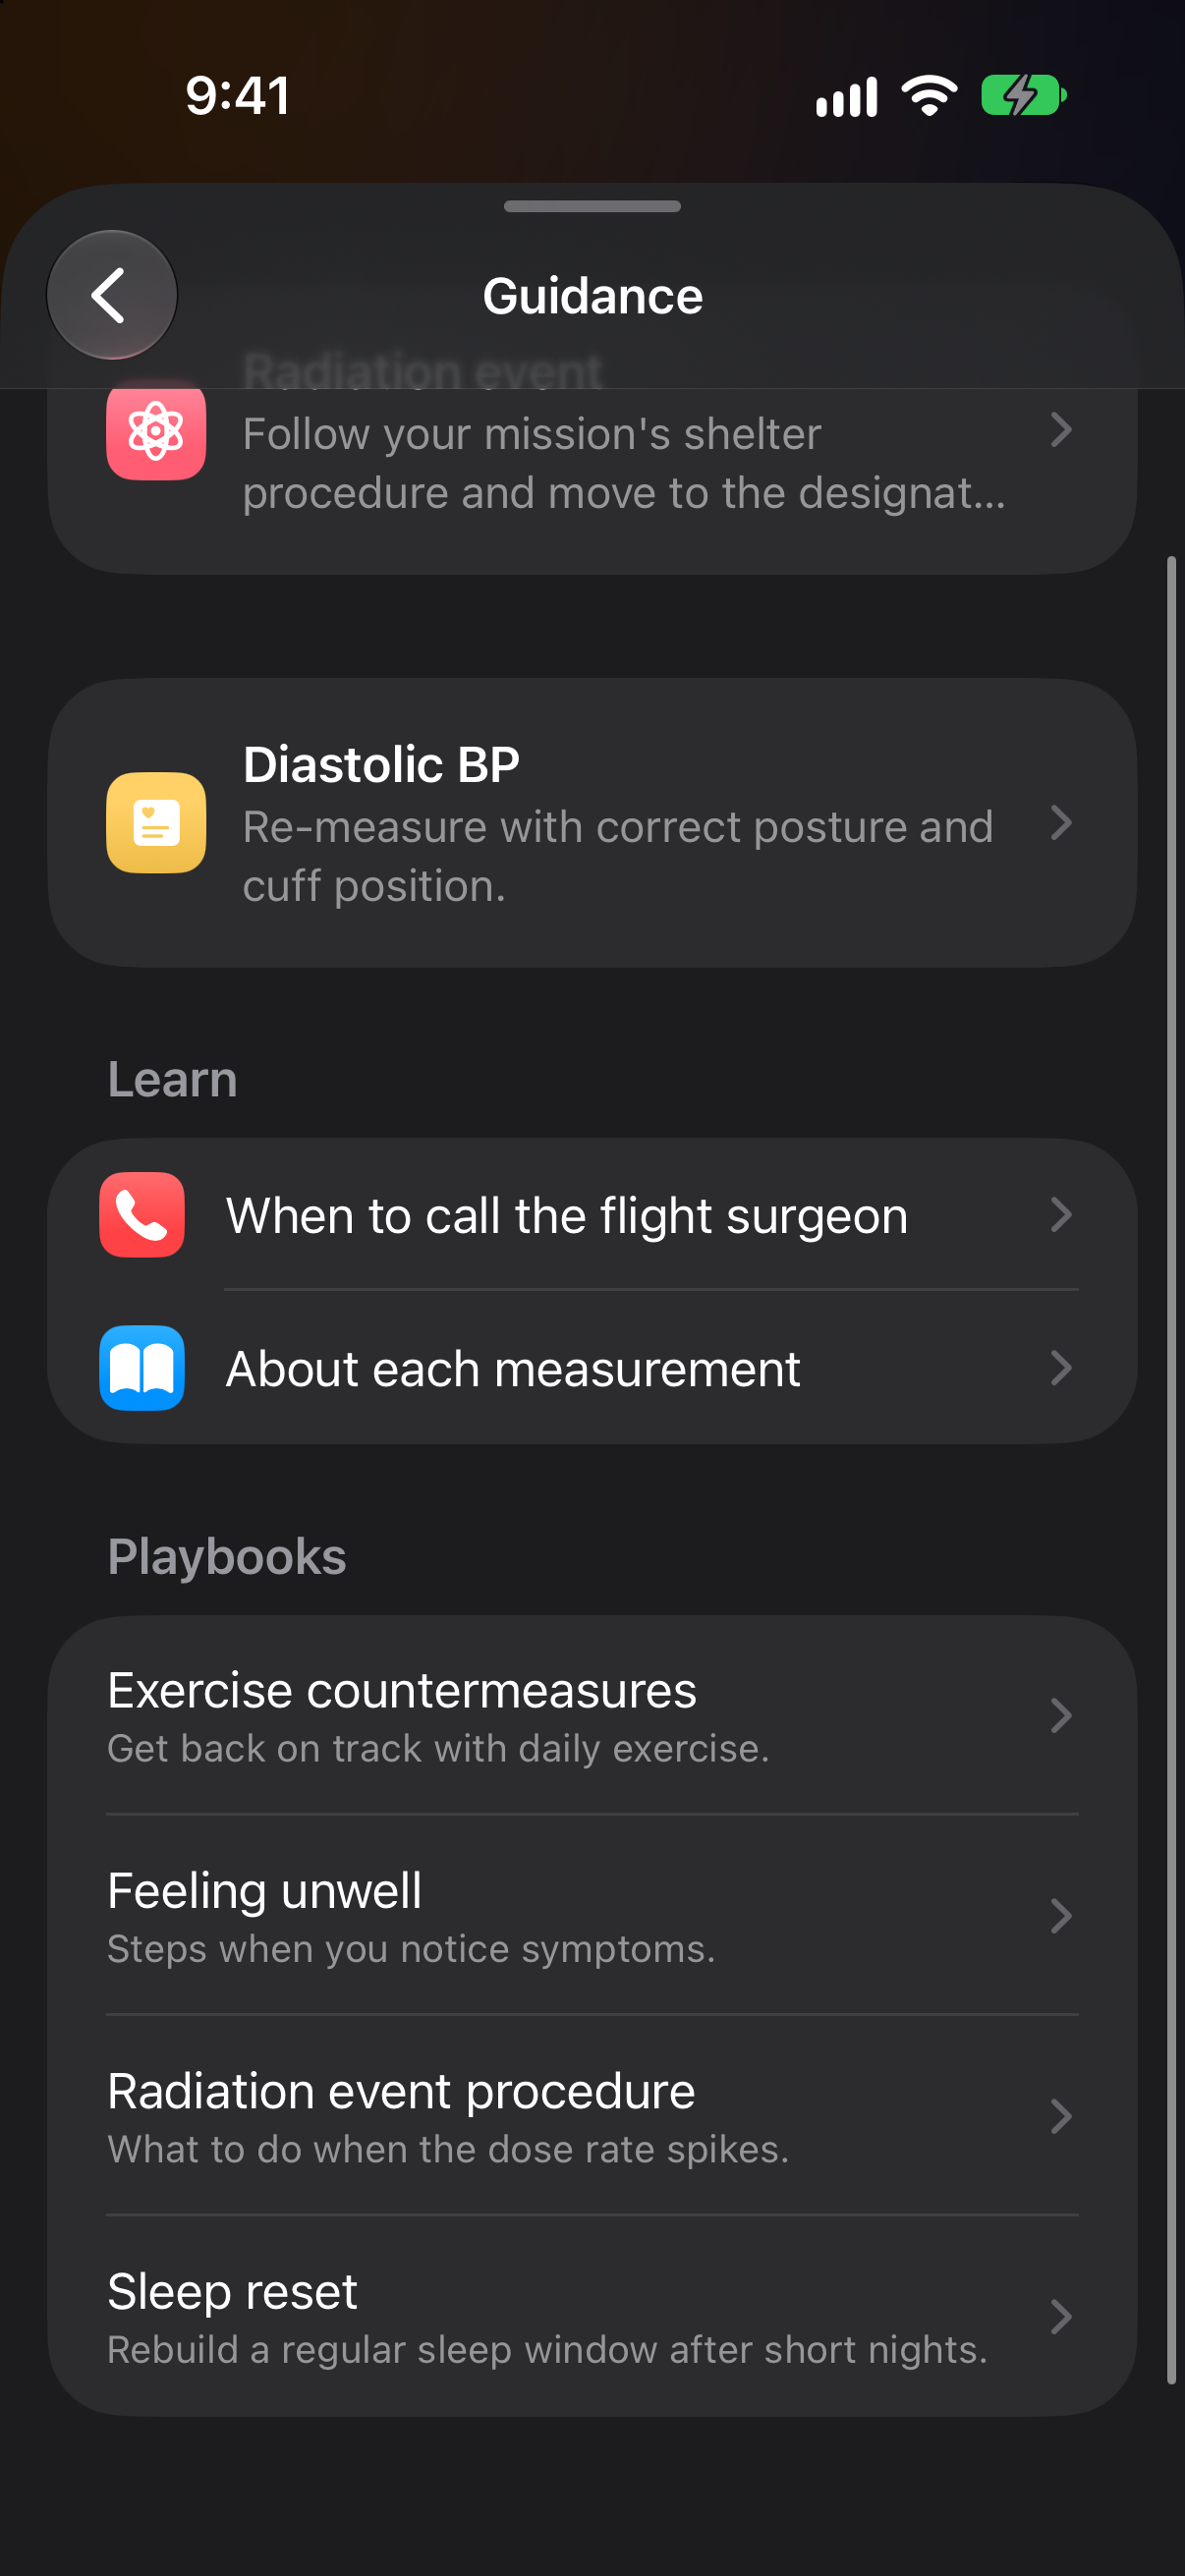 9:41
Guidance
Radiation event
Follow your mission's shelter
procedure and move to the designat...
Diastolic BP
Re-measure with correct posture and
cuff position.
Learn
When to call the flight surgeon
About each measurement
Playbooks
Exercise countermeasures
Get back on track with daily exercise.
Feeling unwell
Steps when you notice symptoms.
Radiation event procedure
What to do when the dose rate spikes.
Sleep reset
Rebuild a regular sleep window after short nights.